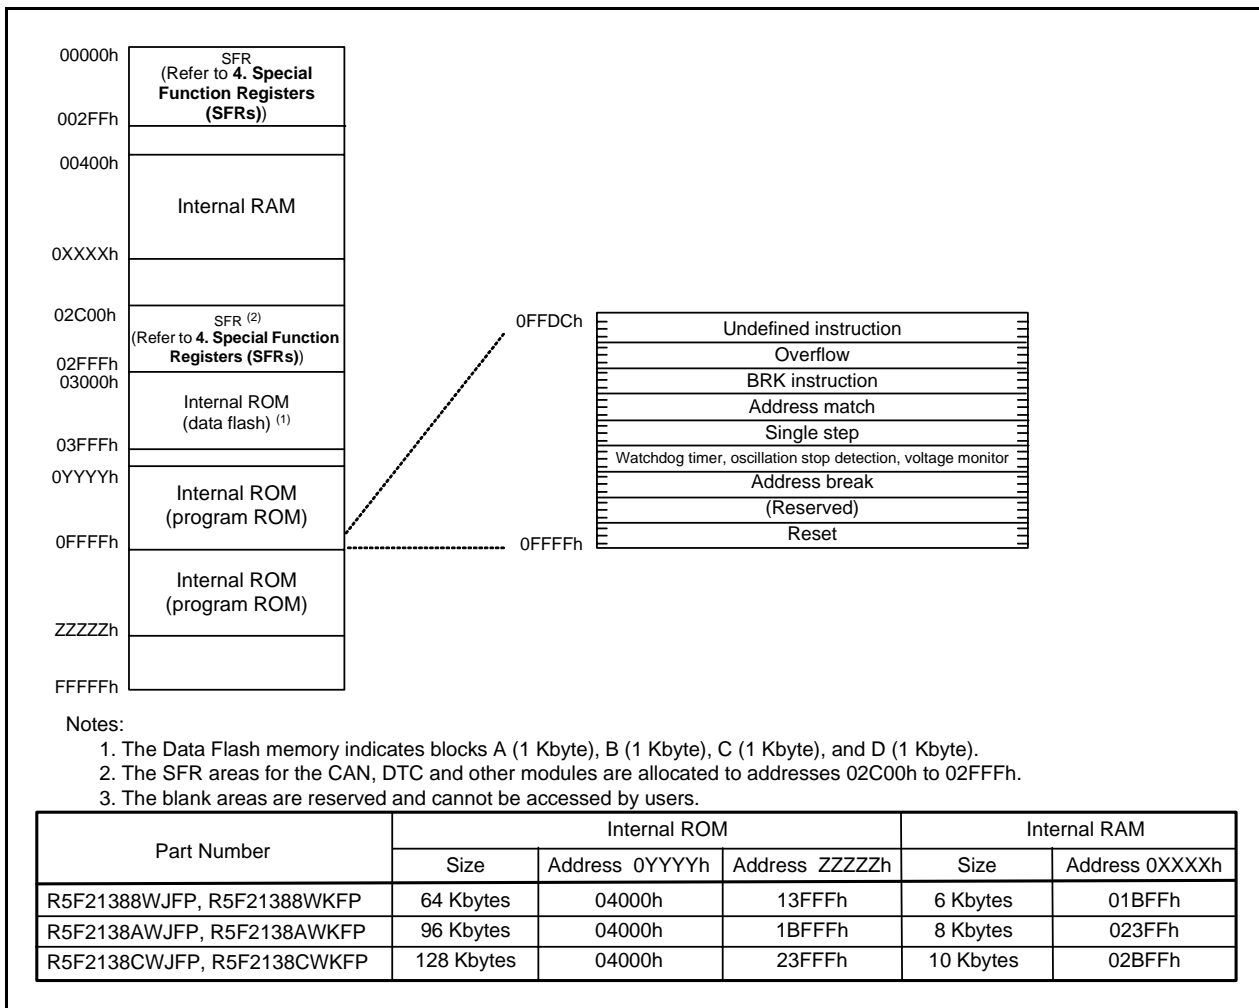 00000h
SFR
(Refer to 4. Special
Function Registers
(SFRs))
002FFh
00400h
Internal RAM
0XXXXh
02C00h
SFR (2)
(Refer to 4. Special Function
Registers (SFRs))
02FFFh
03000h
Internal ROM
(data flash) (1)
03FFFh
0YYYYh
Internal ROM
(program ROM)
0FFFFh
Internal ROM
(program ROM)
ZZZZZh
FFFFFh
0FFDCh
Undefined instruction
Overflow
BRK instruction
Address match
Single step
Watchdog timer, oscillation stop detection, voltage monitor
Address break
(Reserved)
Reset
0FFFFh
Notes:
1. The Data Flash memory indicates blocks A (1 Kbyte), B (1 Kbyte), C (1 Kbyte), and D (1 Kbyte).
2. The SFR areas for the CAN, DTC and other modules are allocated to addresses 02C00h to 02FFFh.
3. The blank areas are reserved and cannot be accessed by users.
Part Number Internal ROM Internal RAM
Size Address 0YYYYh Address ZZZZZh Size Address 0XXXXh
R5F21388WJFP, R5F21388WKFP 64 Kbytes 04000h 13FFFh 6 Kbytes 01BFFh
R5F2138AWJFP, R5F2138AWKFP 96 Kbytes 04000h 1BFFFh 8 Kbytes 023FFh
R5F2138CWJFP, R5F2138CWKFP 128 Kbytes 04000h 23FFFh 10 Kbytes 02BFFh